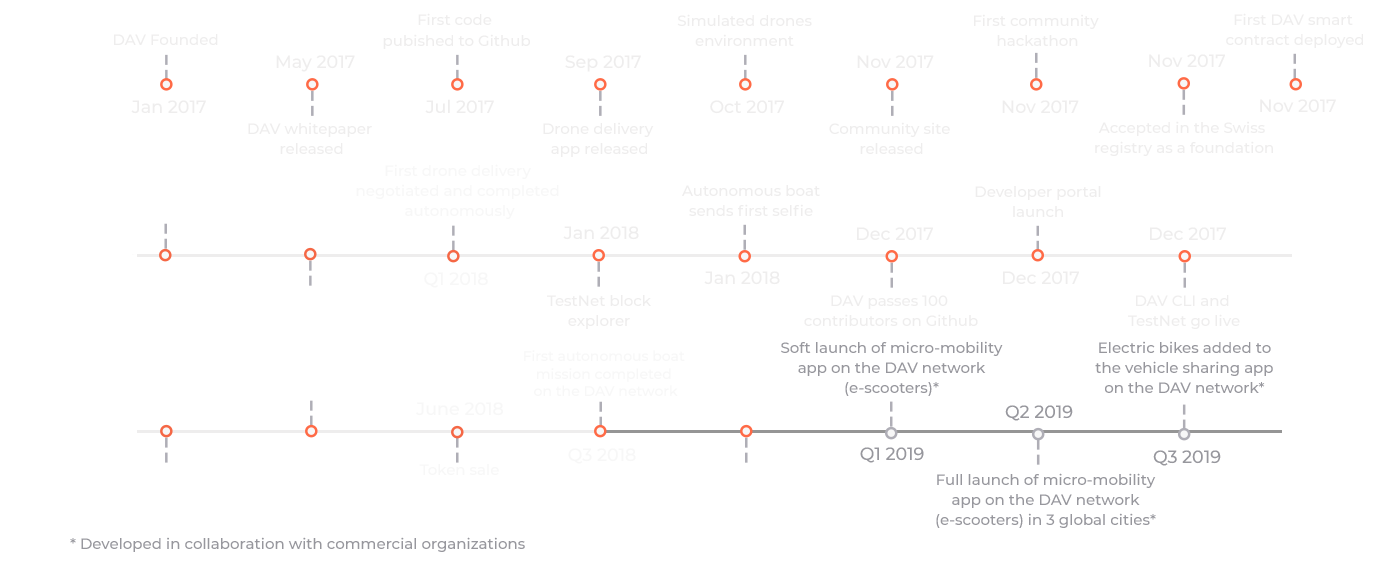 DAV Founded
Jan 2017
May 2017
DAV whitepaper
released
First code
pubished to Github
Jul 2017
Sep 2017
Drone delivery
app released
Simulated drones
environment
Oct 2017
Nov 2017
Community site
released
First community
hackathon
Nov 2017
Nov 2017
Accepted in the Swiss
registry as a foundation
First DAV smart
contract deployed
Nov 2017
First drone delivery
negotiated and completed
autonomously
Q1 2018
Jan 2018
TestNet block
explorer
Autonomous boat
sends first selfie
Jan 2018
Dec 2017
DAV passes 100
contributors on Github
Developer portal
launch
Dec 2017
Dec 2017
DAV CLI and
TestNet go live
June 2018
Token sale
First autonomous boat
mission completed
on the DAV network
Q3 2018
Soft launch of micro-mobility
app on the DAV network
(e-scooters)*
Q1 2019
Q2 2019
Full launch of micro-mobility
app on the DAV network
(e-scooters) in 3 global cities*
Electric bikes added to
the vehicle sharing app
on the DAV network*
Q3 2019
* Developed in collaboration with commercial organizations